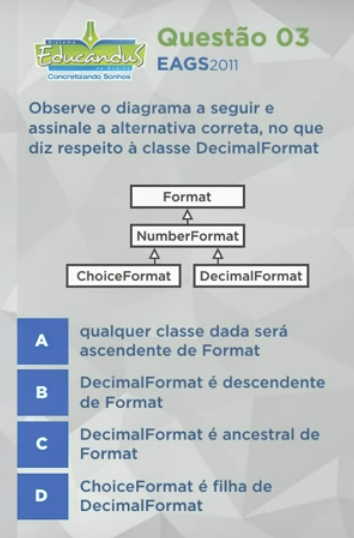 Sistema
EducanduS
de Ensino
Concretizando Sonhos
Questão 03
EAGS2011
Observe o diagrama a seguir e
assinale a alternativa correta, no que
diz respeito à classe DecimalFormat
Format
NumberFormat
ChoiceFormat
DecimalFormat
A
qualquer classe dada será
ascendente de Format
B
DecimalFormat é descendente
de Format
C
DecimalFormat é ancestral de
Format
D
ChoiceFormat é filha de
DecimalFormat